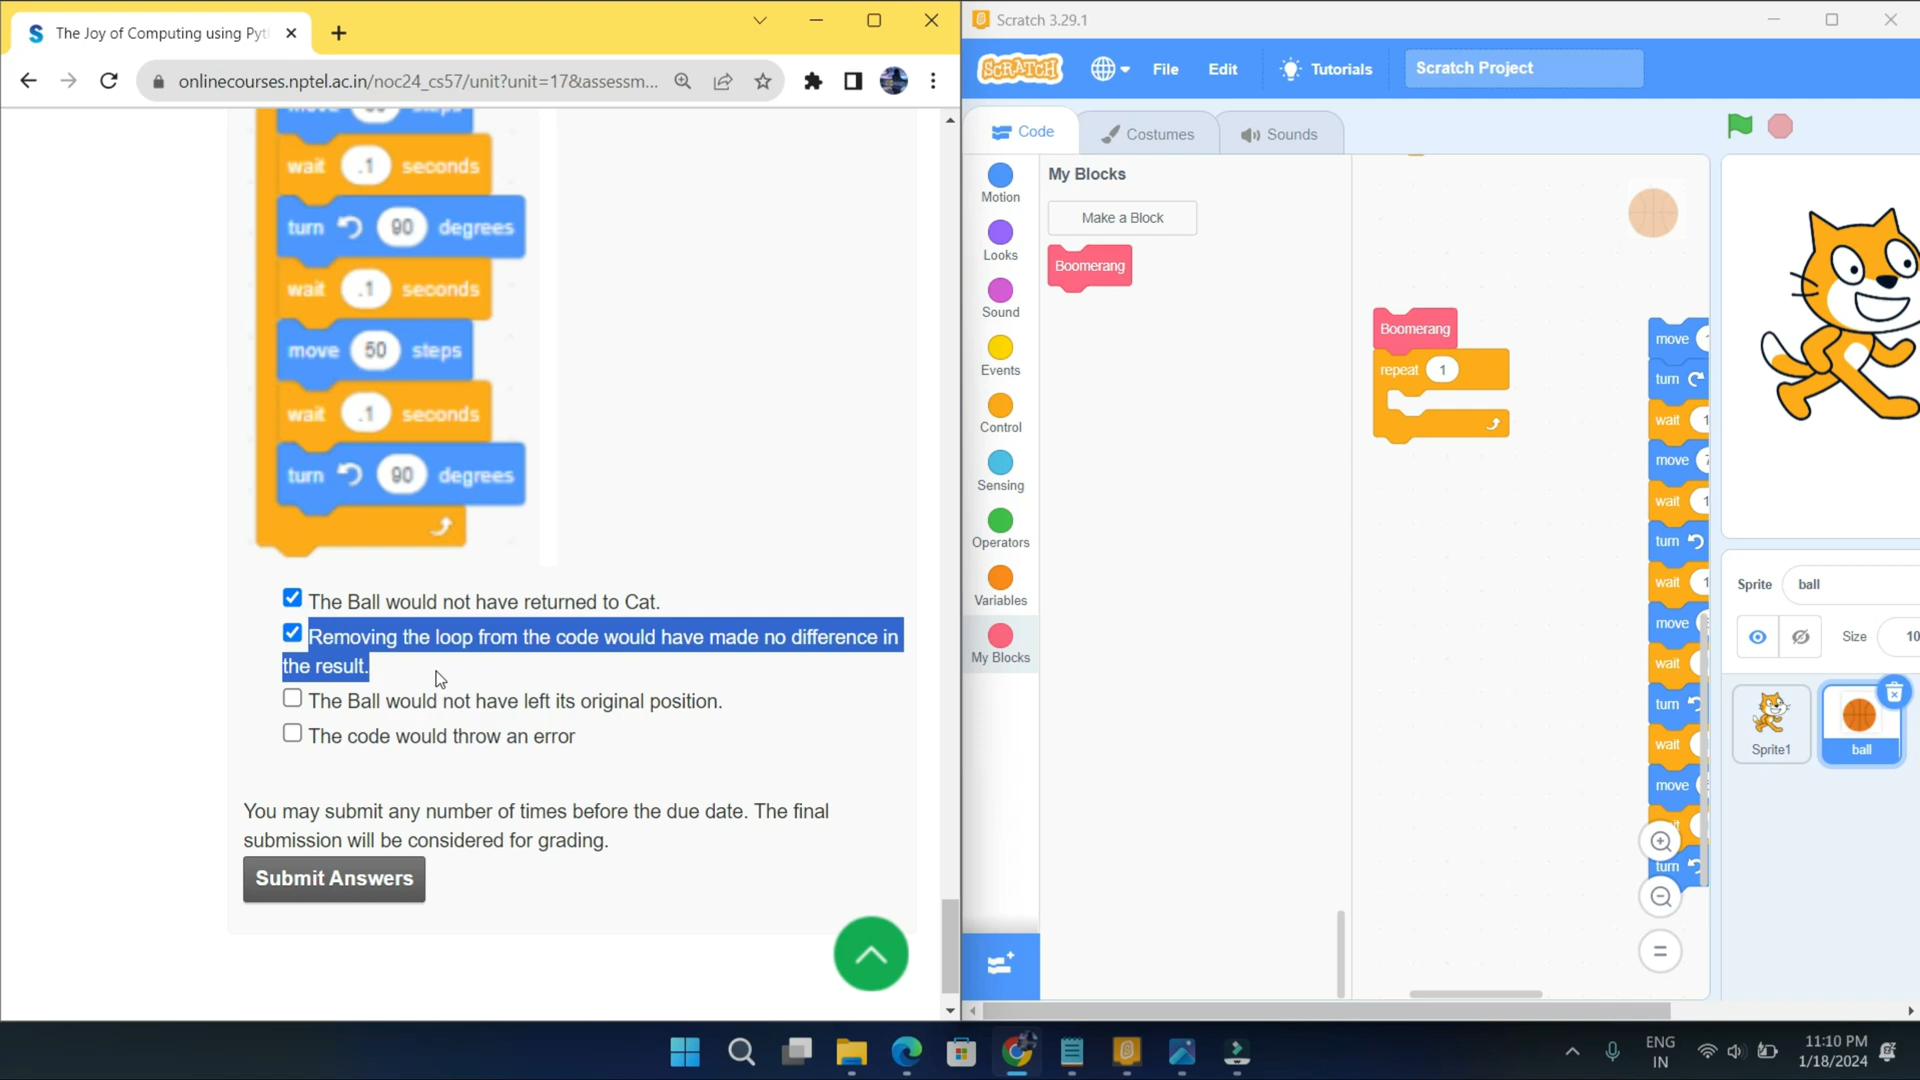 The Joy of Computing using Pyt
Scratch 3.29.1
onlinecourses.nptel.ac.in/noc24_cs57/unit?unit=17&assessm...
SCRATCH
File
Edit
Tutorials
Scratch Project
Code
Costumes
Sounds
steps
wait .1 seconds
turn 90 degrees
wait .1 seconds
move 50 steps
wait .1 seconds
turn 90 degrees
The Ball would not have returned to Cat.
Removing the loop from the code would have made no difference in
the result.
The Ball would not have left its original position.
The code would throw an error
You may submit any number of times before the due date. The final
submission will be considered for grading.
Submit Answers
Motion
Looks
Sound
Events
Control
Sensing
Operators
Variables
My Blocks
My Blocks
Make a Block
Boomerang
Boomerang
repeat 1
move
turn
wait
move
wait
turn
wait
move
wait
turn
wait
move
turn
Sprite
ball
Size
10
Sprite1
ball
ENG
IN
11:10 PM
1/18/2024